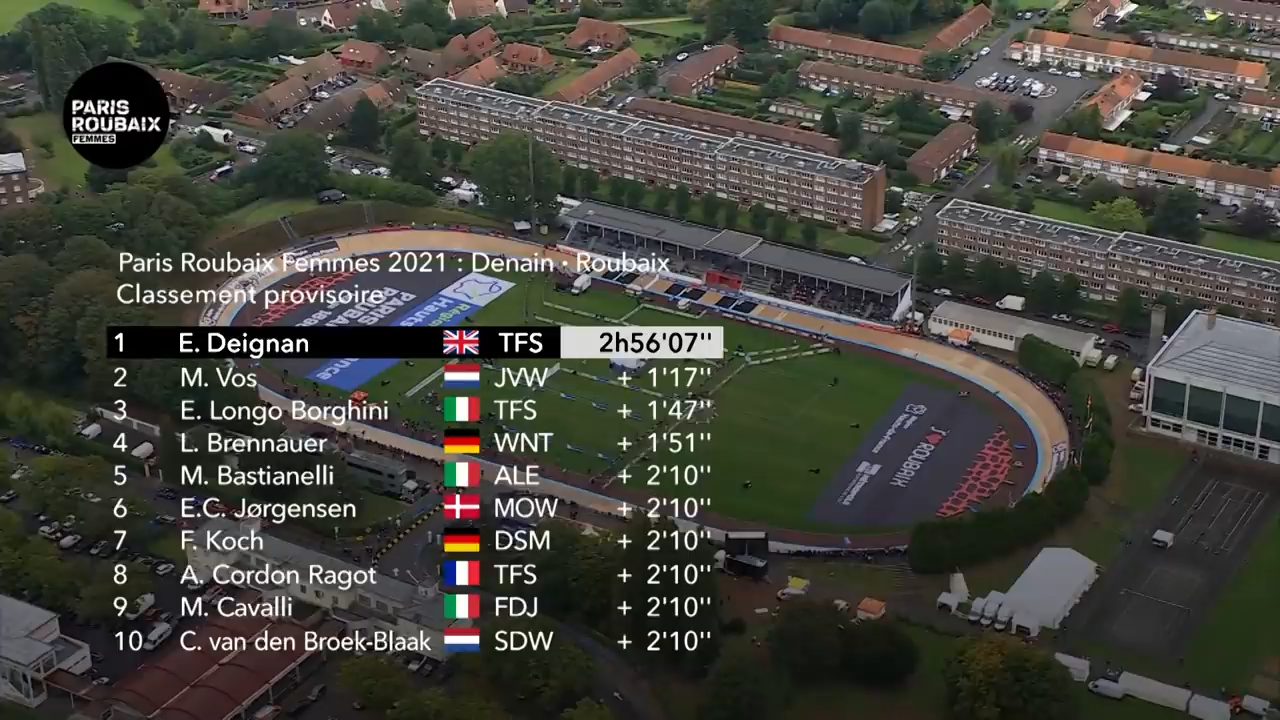 PARIS
ROUBAIX
FEMMES
Paris Roubaix Femmes 2021 : Denain • Roubaix
Classement provisoire
1 E. Deignan TFS 2h56'07''
2 M. Vos JVW + 1'17''
3 E. Longo Borghini TFS + 1'47''
4 L. Brennauer WNT + 1'51''
5 M. Bastianelli ALE + 2'10''
6 E.C. Jørgensen MOW + 2'10''
7 F. Koch DSM + 2'10''
8 A. Cordon Ragot TFS + 2'10''
9 M. Cavalli FDJ + 2'10''
10 C. van den Broek-Blaak SDW + 2'10''
ROUBAIX